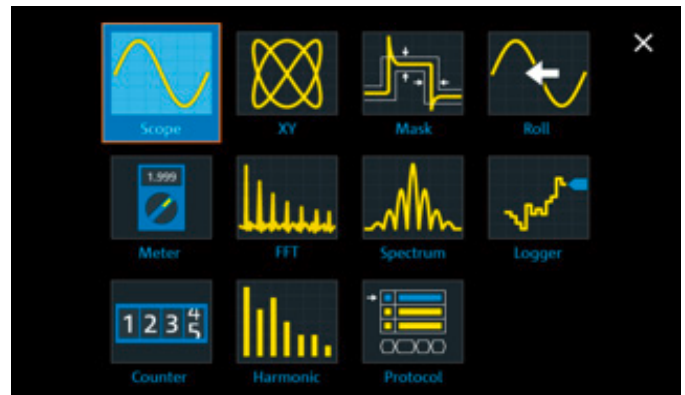 Scope XY Mask Roll
1.999
Meter FFT Spectrum Logger
1 2 3 4 5
Counter Harmonic Protocol